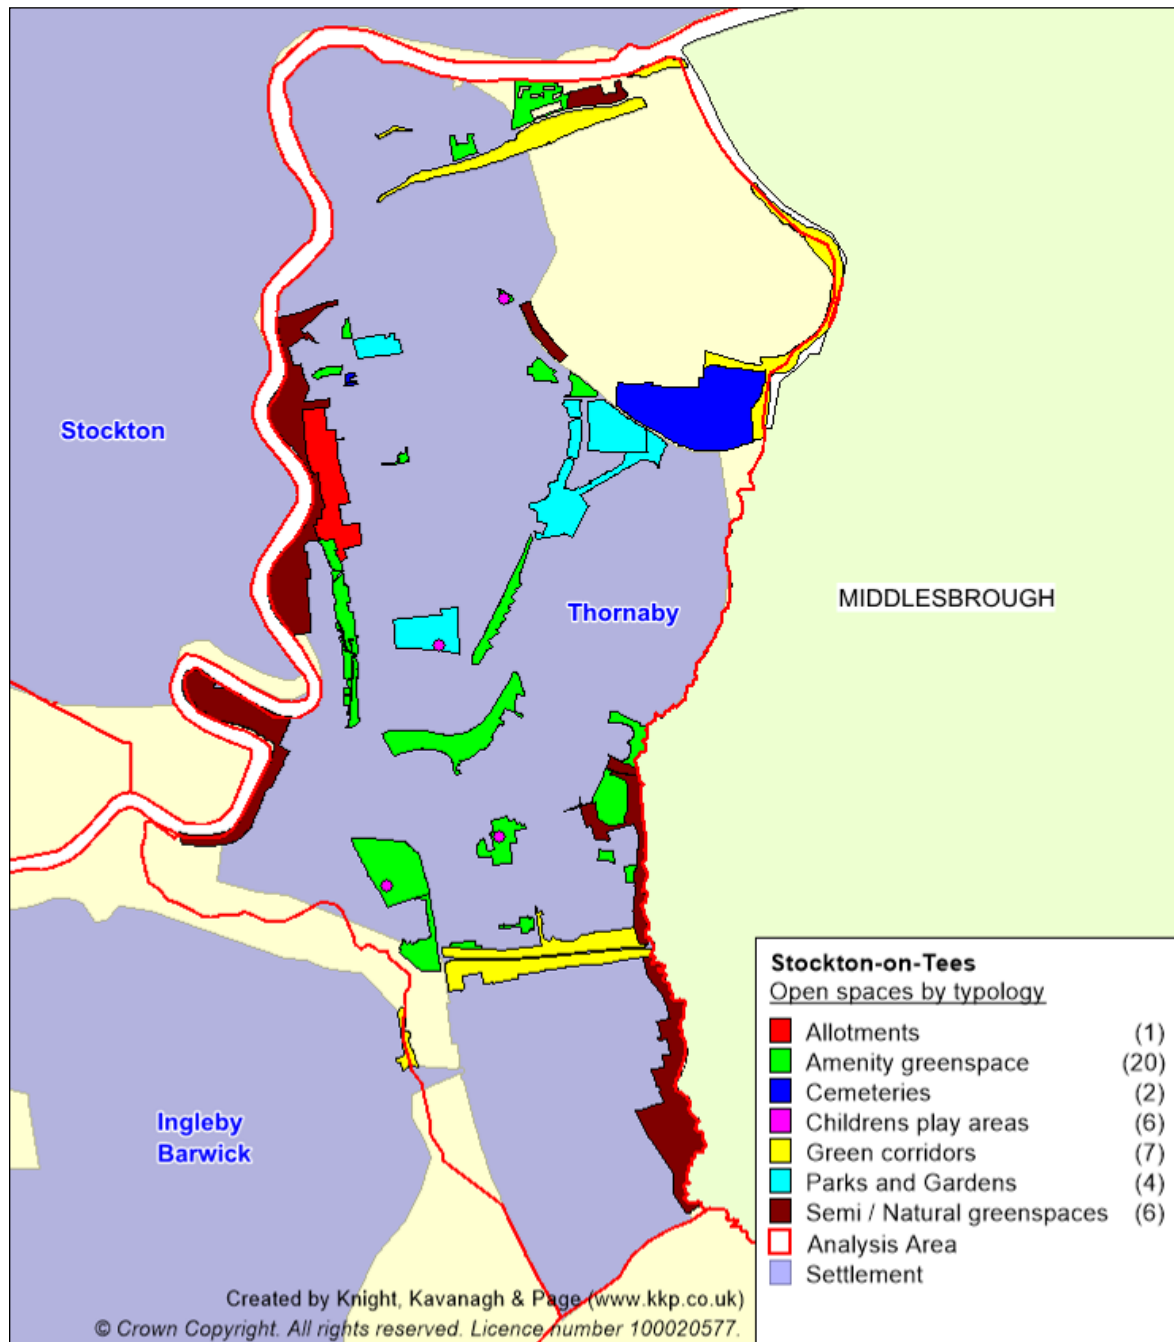 Stockton
Thornaby
MIDDLESBROUGH
Ingleby
Barwick
Stockton-on-Tees
Open spaces by typology
Allotments (1)
Amenity greenspace (20)
Cemeteries (2)
Childrens play areas (6)
Green corridors (7)
Parks and Gardens (4)
Semi / Natural greenspaces (6)
Analysis Area
Settlement
Created by Knight, Kavanagh & Page (www.kkp.co.uk)
© Crown Copyright. All rights reserved. Licence number 100020577.